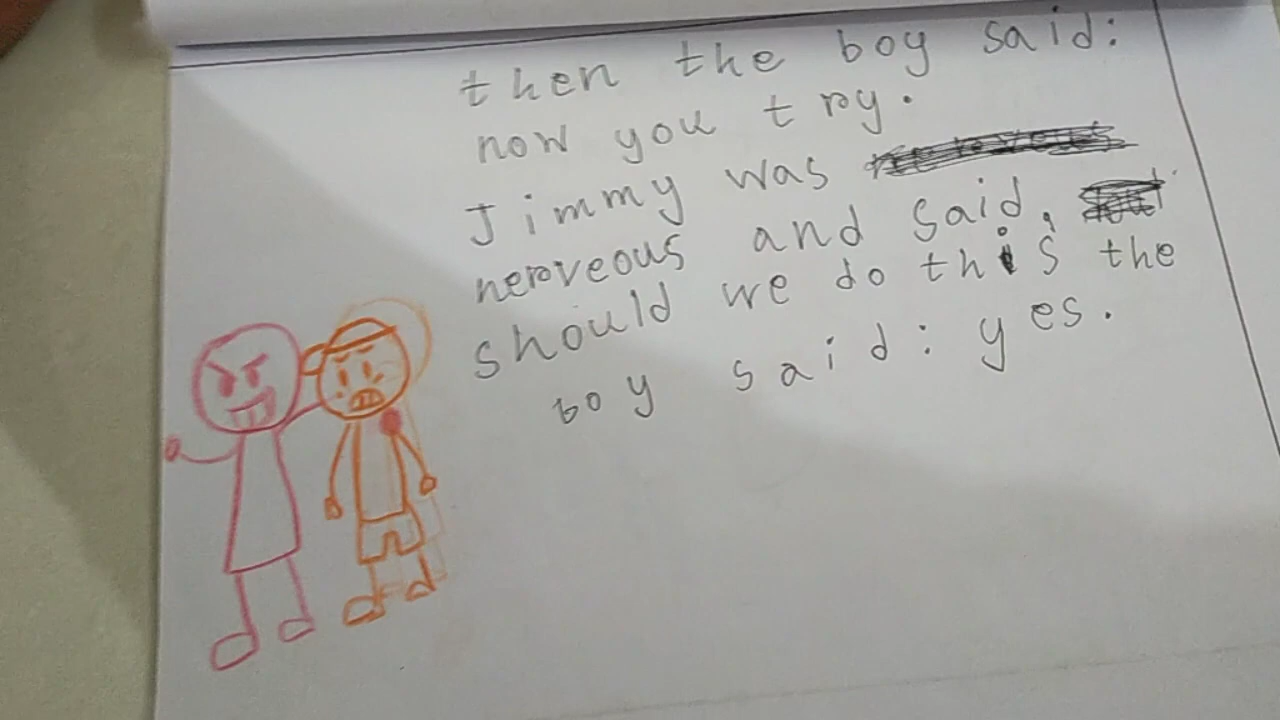 then the boy said:
now you try.
Jimmy was
nerveous and said,
should we do this the
boy said: yes.